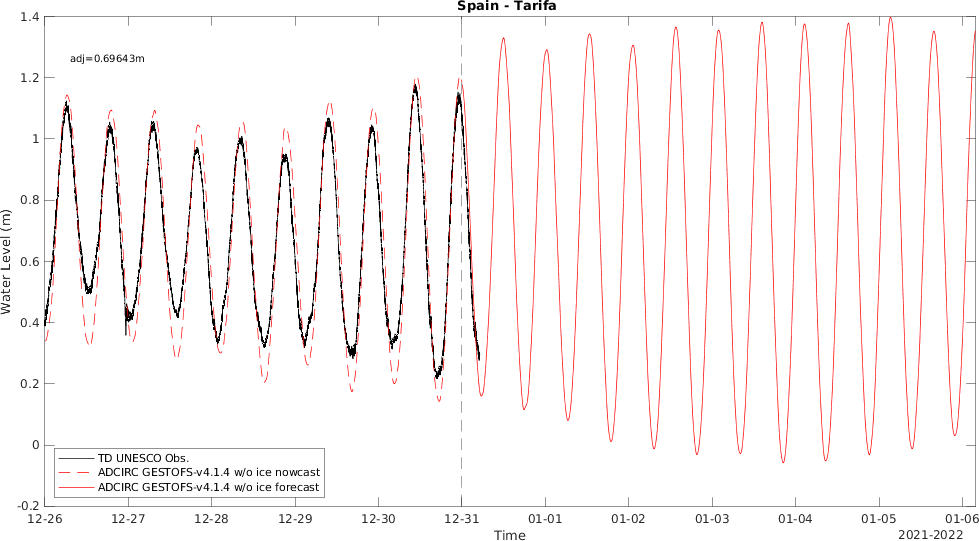 Spain - Tarifa
adj=0.69643m
1.4
1.2
1
0.8
0.6
0.4
0.2
0
-0.2
Water Level (m)
TD UNESCO Obs.
ADCIRC GESTOFS-v4.1.4 w/o ice nowcast
ADCIRC GESTOFS-v4.1.4 w/o ice forecast
12-26 12-27 12-28 12-29 12-30 12-31 01-01 01-02 01-03 01-04 01-05 01-06
Time
2021-2022